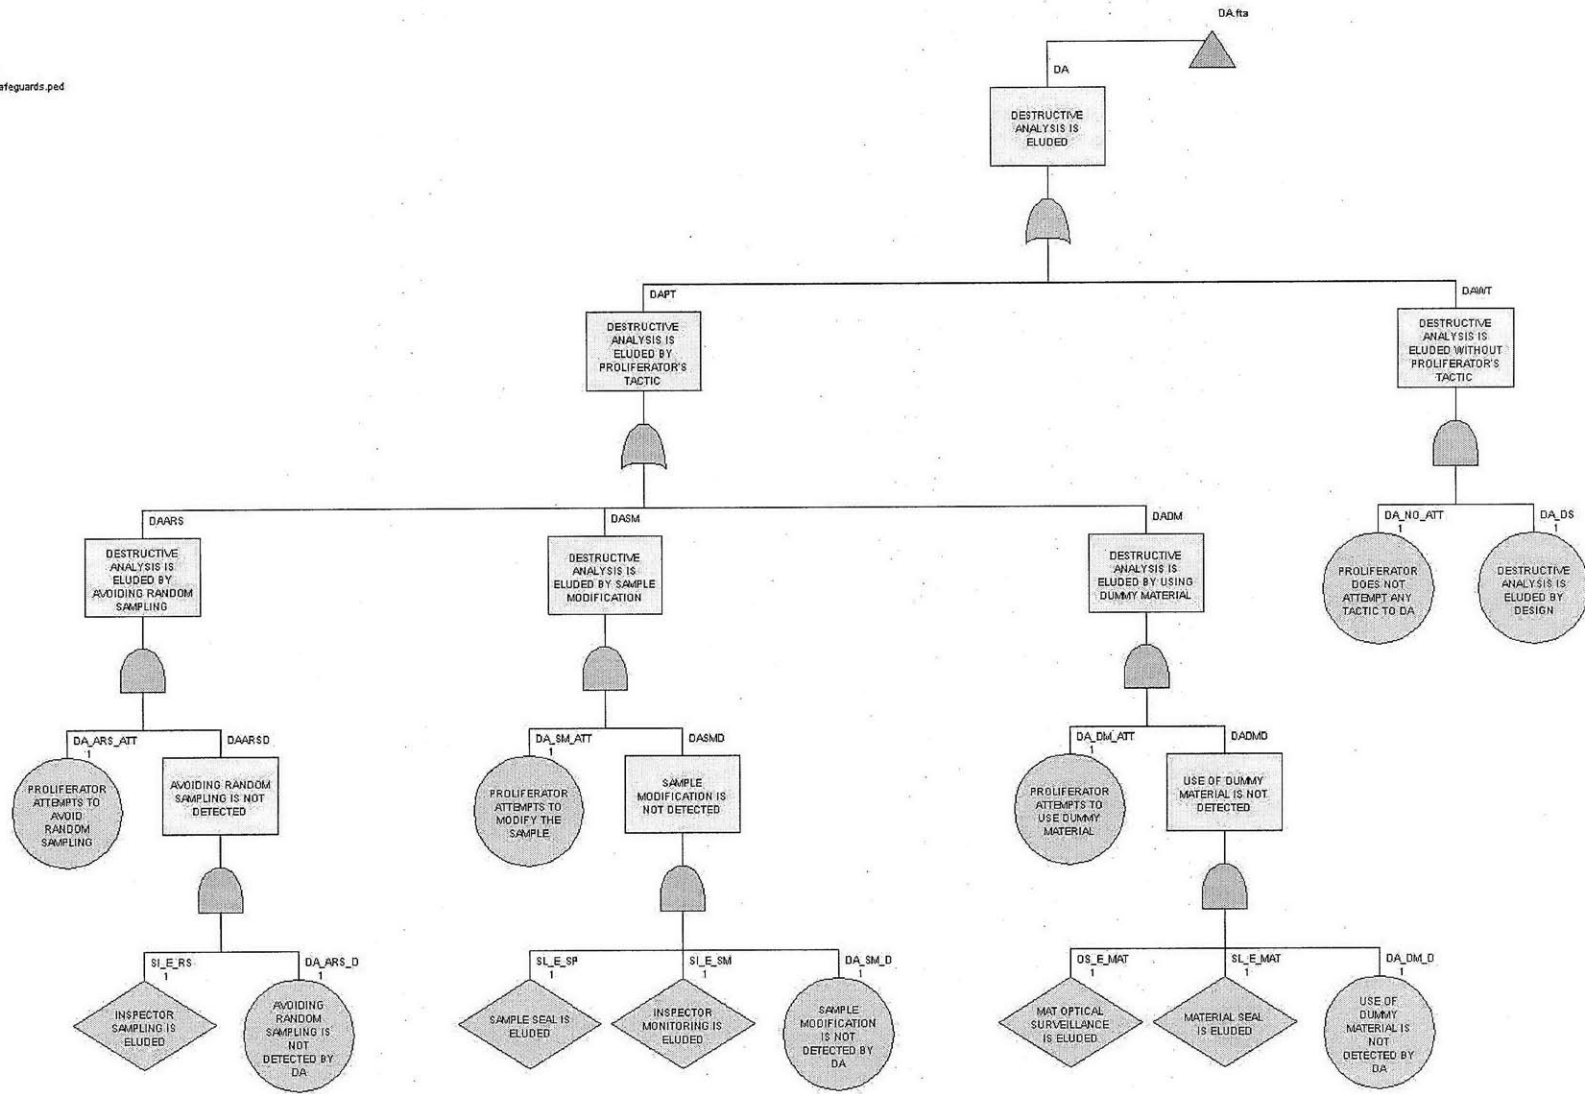 DA.fta
afeguards.ped
DA
DESTRUCTIVE
ANALYSIS IS
ELUDED
DAPT
DESTRUCTIVE
ANALYSIS IS
ELUDED BY
PROLIFERATOR'S
TACTIC
DAWT
DESTRUCTIVE
ANALYSIS IS
ELUDED WITHOUT
PROLIFERATOR'S
TACTIC
DAARS
DESTRUCTIVE
ANALYSIS IS
ELUDED BY
AVOIDING RANDOM
SAMPLING
DASM
DESTRUCTIVE
ANALYSIS IS
ELUDED BY SAMPLE
MODIFICATION
DADM
DESTRUCTIVE
ANALYSIS IS
ELUDED BY USING
DUMMY MATERIAL
DA_NO_ATT
1
PROLIFERATOR
DOES NOT
ATTEMPT ANY
TACTIC TO DA
DA_DS
1
DESTRUCTIVE
ANALYSIS IS
ELUDED BY
DESIGN
DA_ARS_ATT
1
PROLIFERATOR
ATTEMPTS TO
AVOID
RANDOM
SAMPLING
DAARSD
AVOIDING RANDOM
SAMPLING IS NOT
DETECTED
DA_SM_ATT
1
PROLIFERATOR
ATTEMPTS TO
MODIFY THE
SAMPLE
DASMD
SAMPLE
MODIFICATION IS
NOT DETECTED
DA_DM_ATT
1
PROLIFERATOR
ATTEMPTS TO
USE DUMMY
MATERIAL
DADMD
USE OF DUMMY
MATERIAL IS NOT
DETECTED
SI_E_RS
1
INSPECTOR
SAMPLING IS
ELUDED
DA_ARS_D
1
AVOIDING
RANDOM
SAMPLING IS
NOT
DETECTED BY
DA
SL_E_SP
1
SAMPLE SEAL IS
ELUDED
SI_E_SM
1
INSPECTOR
MONITORING IS
ELUDED
DA_SM_D
1
SAMPLE
MODIFICATION
IS NOT
DETECTED BY
DA
OS_E_MAT
1
MAT OPTICAL
SURVEILLANCE
IS ELUDED
SL_E_MAT
1
MATERIAL SEAL
IS ELUDED
DA_DM_D
1
USE OF
DUMMY
MATERIAL IS
NOT
DETECTED BY
DA